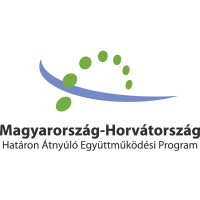 Magyarország-Horvátország
Határon Átnyúló Együttműködési Program